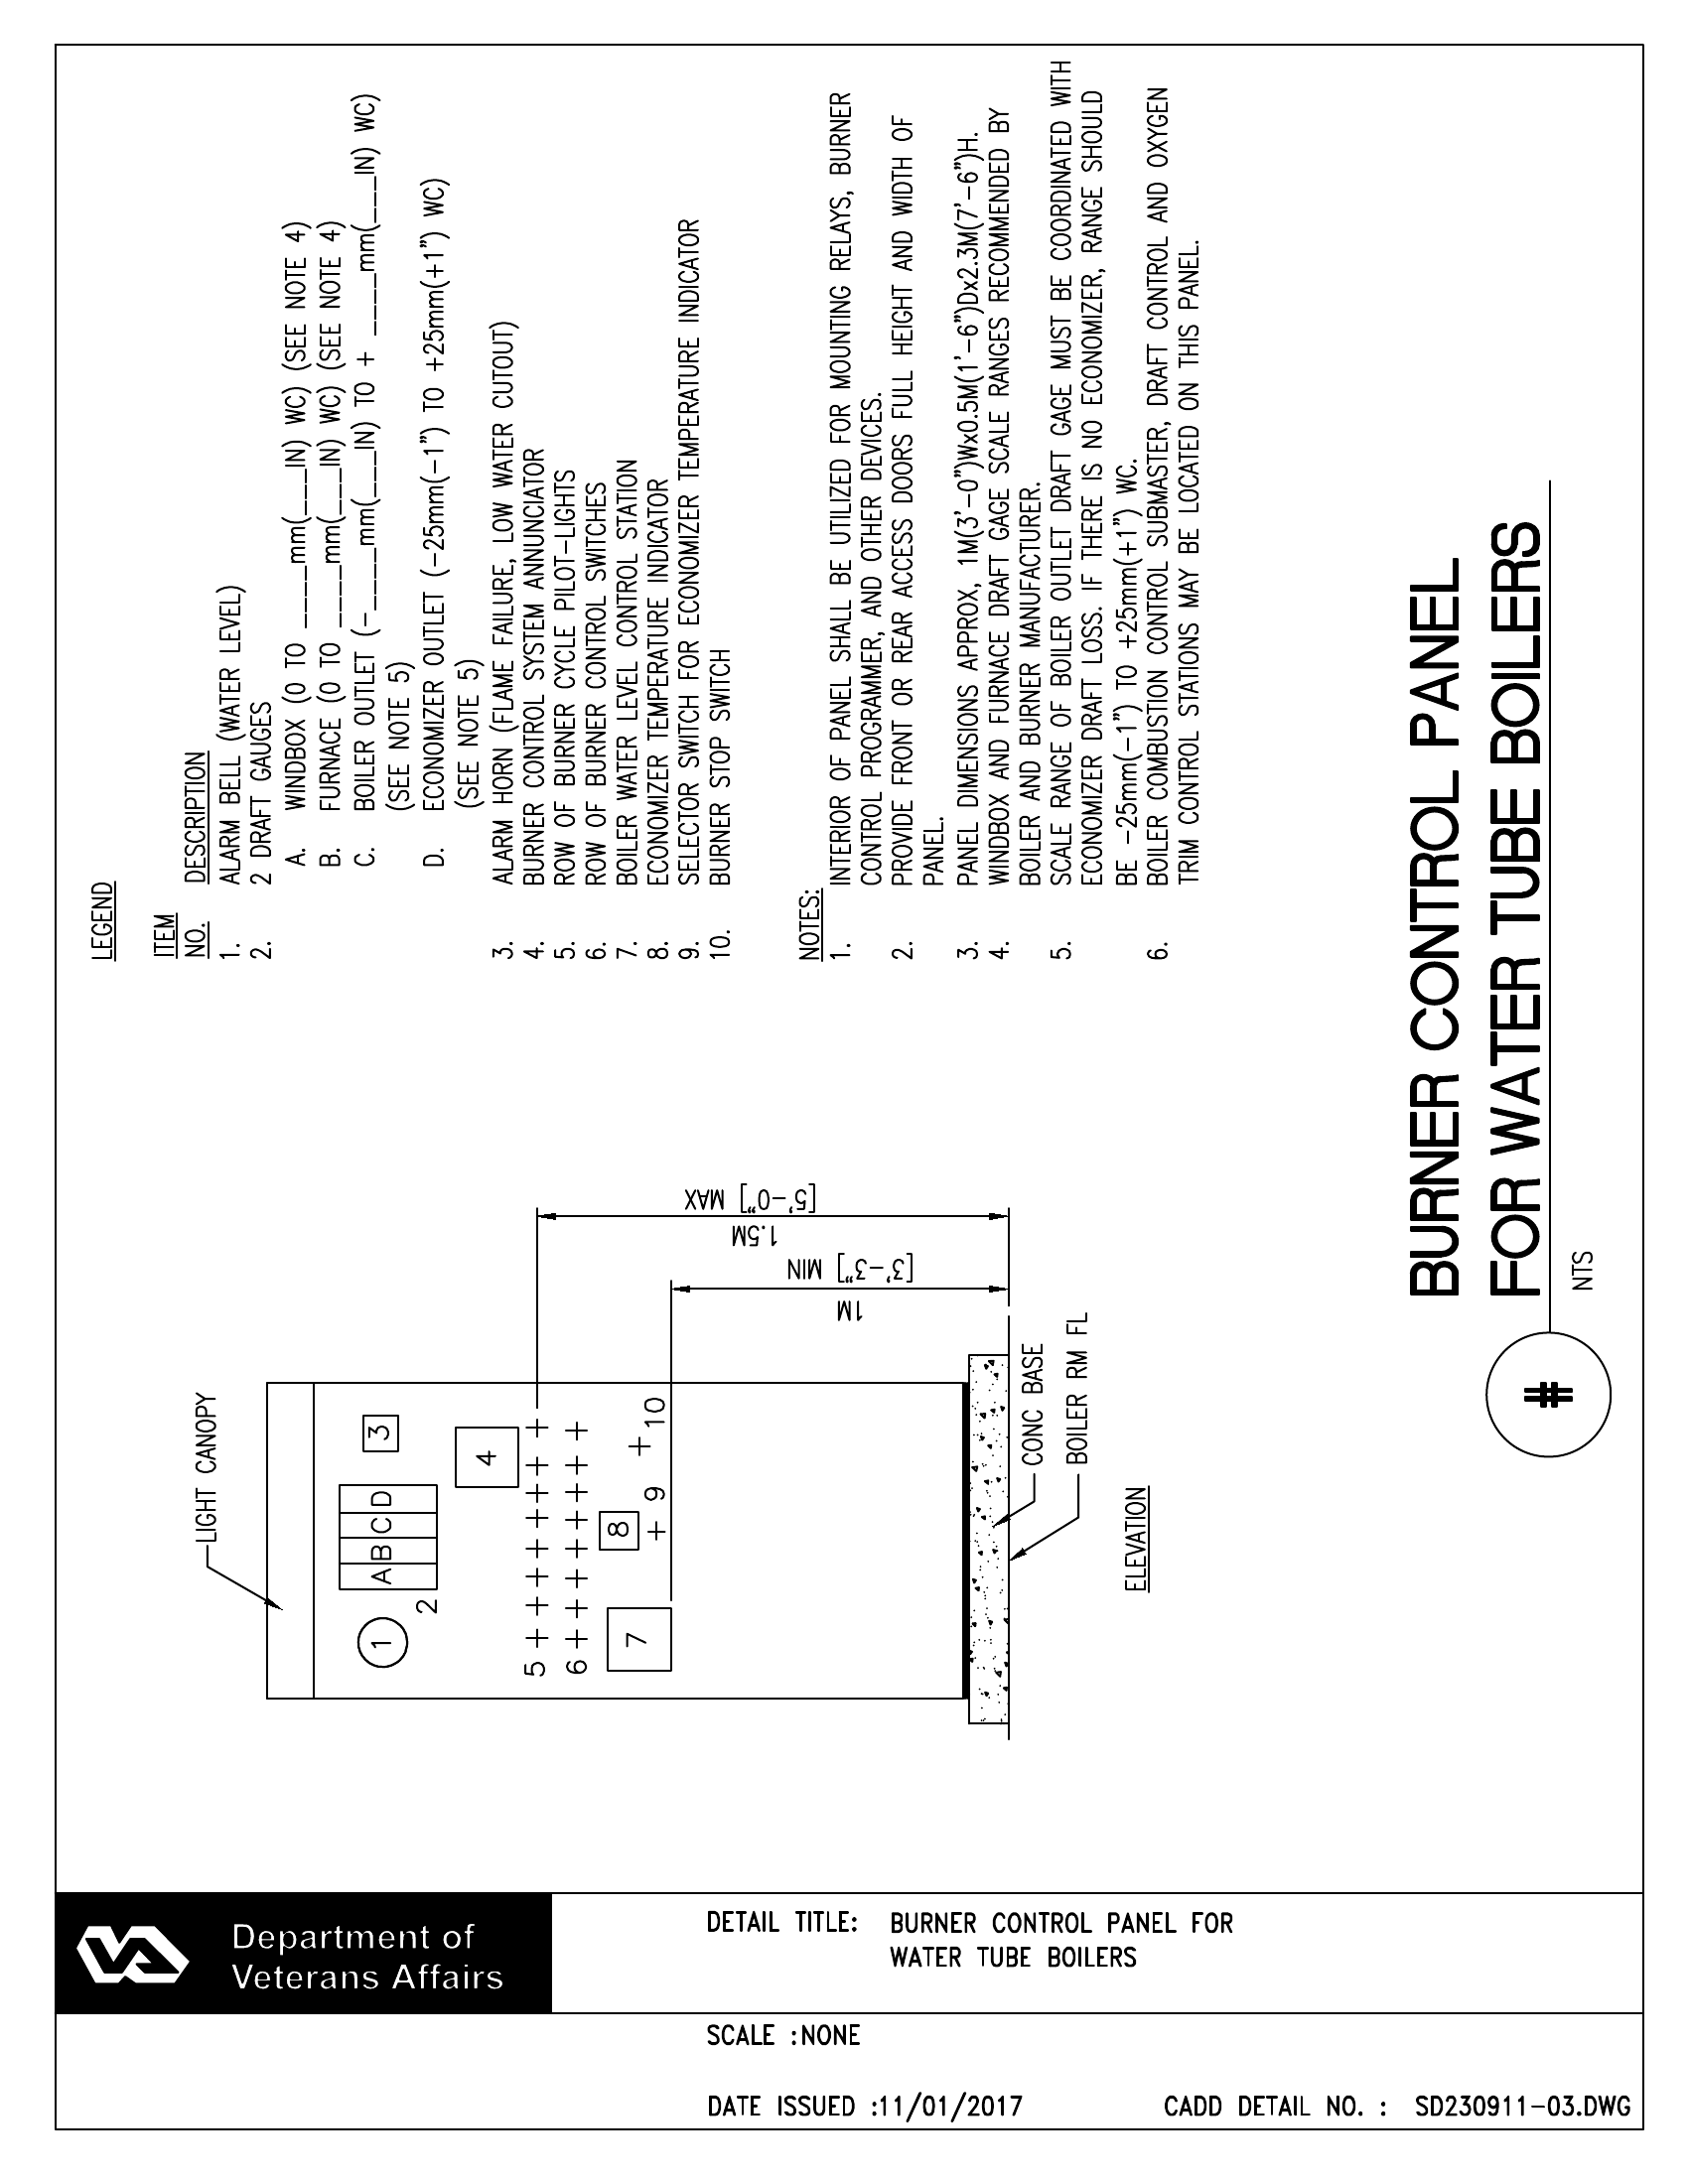 LEGEND
ITEM
NO. DESCRIPTION
1. ALARM BELL (WATER LEVEL)
2. 2 DRAFT GAUGES
A. WINDBOX (0 TO ____mm(___IN) WC) (SEE NOTE 4)
B. FURNACE (0 TO ____mm(___IN) WC) (SEE NOTE 4)
C. BOILER OUTLET (-____mm(___IN) TO + ____mm(___IN) WC)
(SEE NOTE 5)
D. ECONOMIZER OUTLET (-25mm(-1") TO +25mm(+1") WC)
(SEE NOTE 5)
3. ALARM HORN (FLAME FAILURE, LOW WATER CUTOUT)
4. BURNER CONTROL SYSTEM ANNUNCIATOR
5. ROW OF BURNER CYCLE PILOT-LIGHTS
6. ROW OF BURNER CONTROL SWITCHES
7. BOILER WATER LEVEL CONTROL STATION
8. ECONOMIZER TEMPERATURE INDICATOR
9. SELECTOR SWITCH FOR ECONOMIZER TEMPERATURE INDICATOR
10. BURNER STOP SWITCH
NOTES:
1. INTERIOR OF PANEL SHALL BE UTILIZED FOR MOUNTING RELAYS, BURNER
CONTROL PROGRAMMER, AND OTHER DEVICES.
2. PROVIDE FRONT OR REAR ACCESS DOORS FULL HEIGHT AND WIDTH OF
PANEL.
3. PANEL DIMENSIONS APPROX, 1M(3'-0")Wx0.5M(1'-6")Dx2.3M(7'-6")H.
4. WINDBOX AND FURNACE DRAFT GAGE SCALE RANGES RECOMMENDED BY
BOILER AND BURNER MANUFACTURER.
5. SCALE RANGE OF BOILER OUTLET DRAFT GAGE MUST BE COORDINATED WITH
ECONOMIZER DRAFT LOSS. IF THERE IS NO ECONOMIZER, RANGE SHOULD
BE -25mm(-1") TO +25mm(+1") WC.
6. BOILER COMBUSTION CONTROL SUBMASTER, DRAFT CONTROL AND OXYGEN
TRIM CONTROL STATIONS MAY BE LOCATED ON THIS PANEL.
LIGHT CANOPY
1
A B C D
2
3
4
5
6
7
8
9
10
1.5M
[5'-0"] MAX
1M
[3'-3"] MIN
CONC BASE
BOILER RM FL
ELEVATION
BURNER CONTROL PANEL
FOR WATER TUBE BOILERS
#
NTS
Department of
Veterans Affairs
DETAIL TITLE: BURNER CONTROL PANEL FOR
WATER TUBE BOILERS
SCALE :NONE
DATE ISSUED :11/01/2017
CADD DETAIL NO. : SD230911-03.DWG